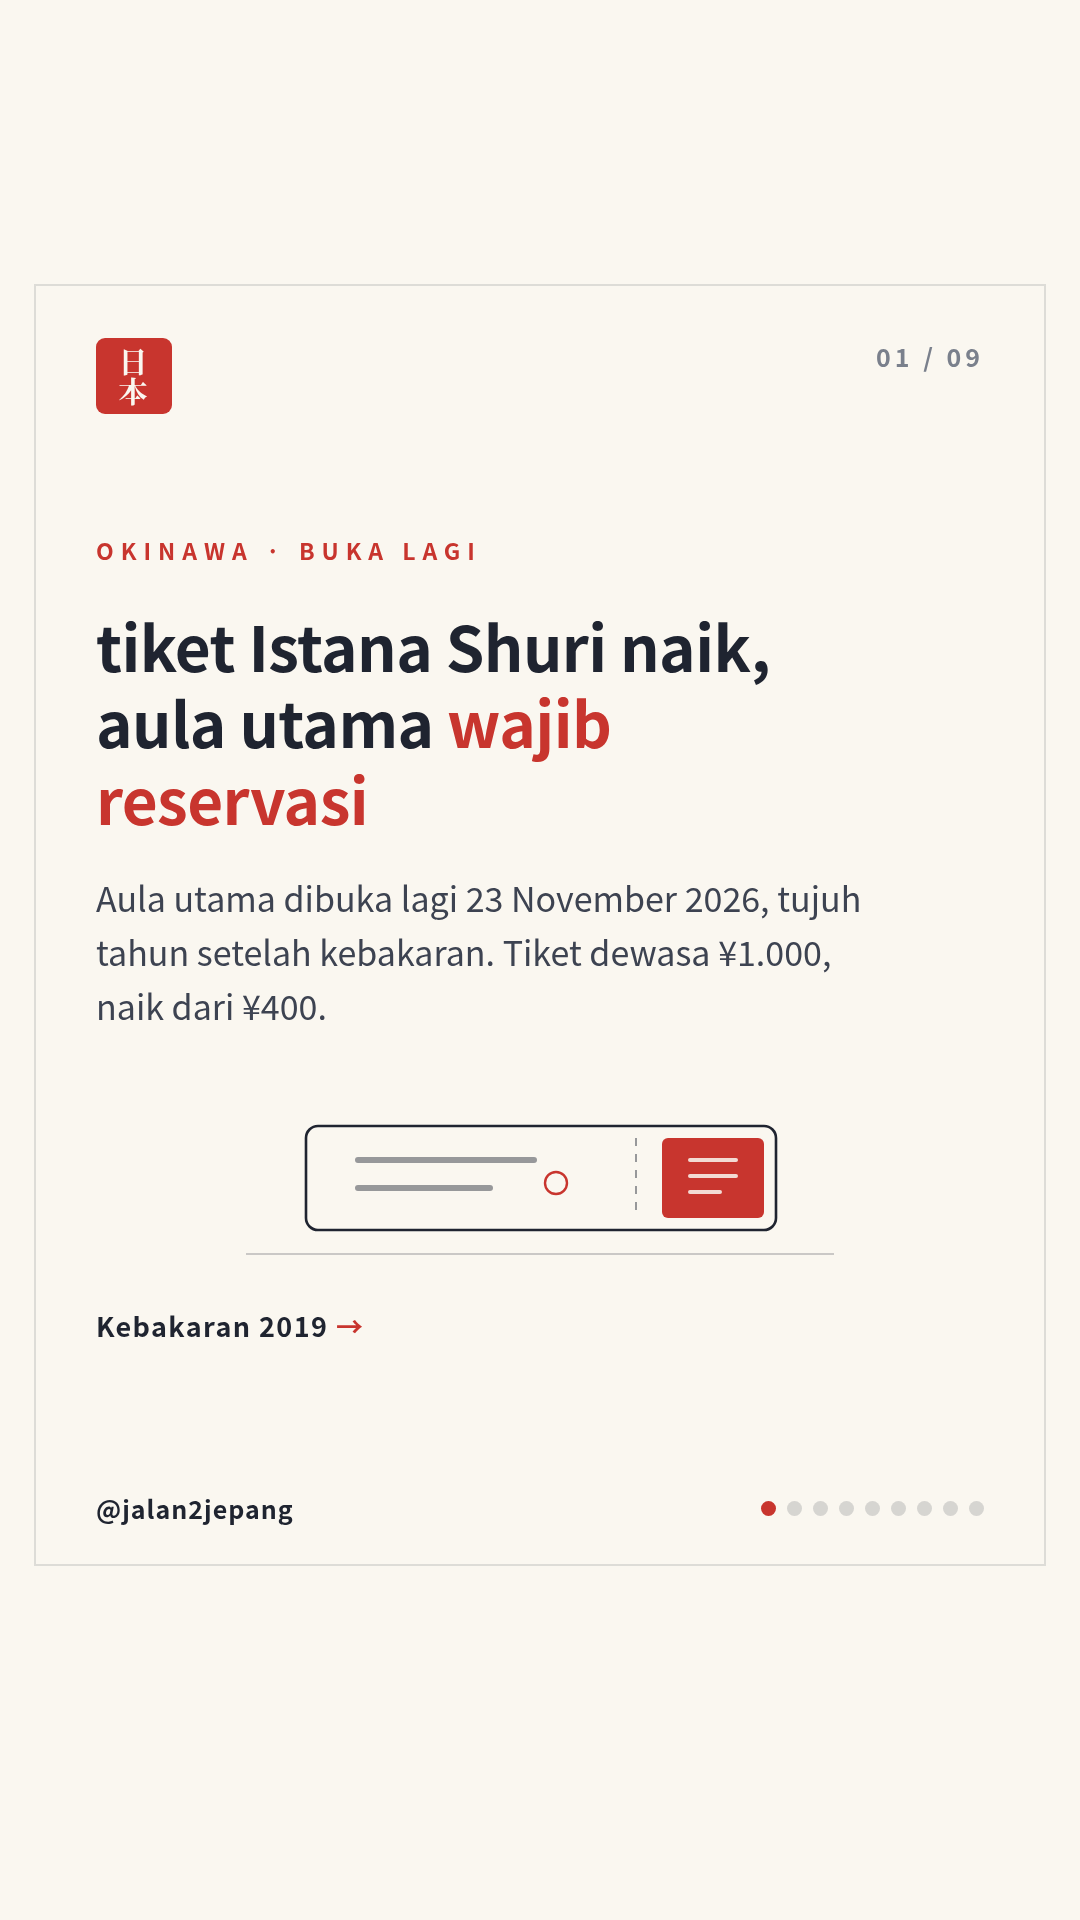 日
本
01 / 09
OKINAWA · BUKA LAGI
tiket Istana Shuri naik,
aula utama wajib
reservasi
Aula utama dibuka lagi 23 November 2026, tujuh
tahun setelah kebakaran. Tiket dewasa ¥1.000,
naik dari ¥400.
Kebakaran 2019 →
@jalan2jepang